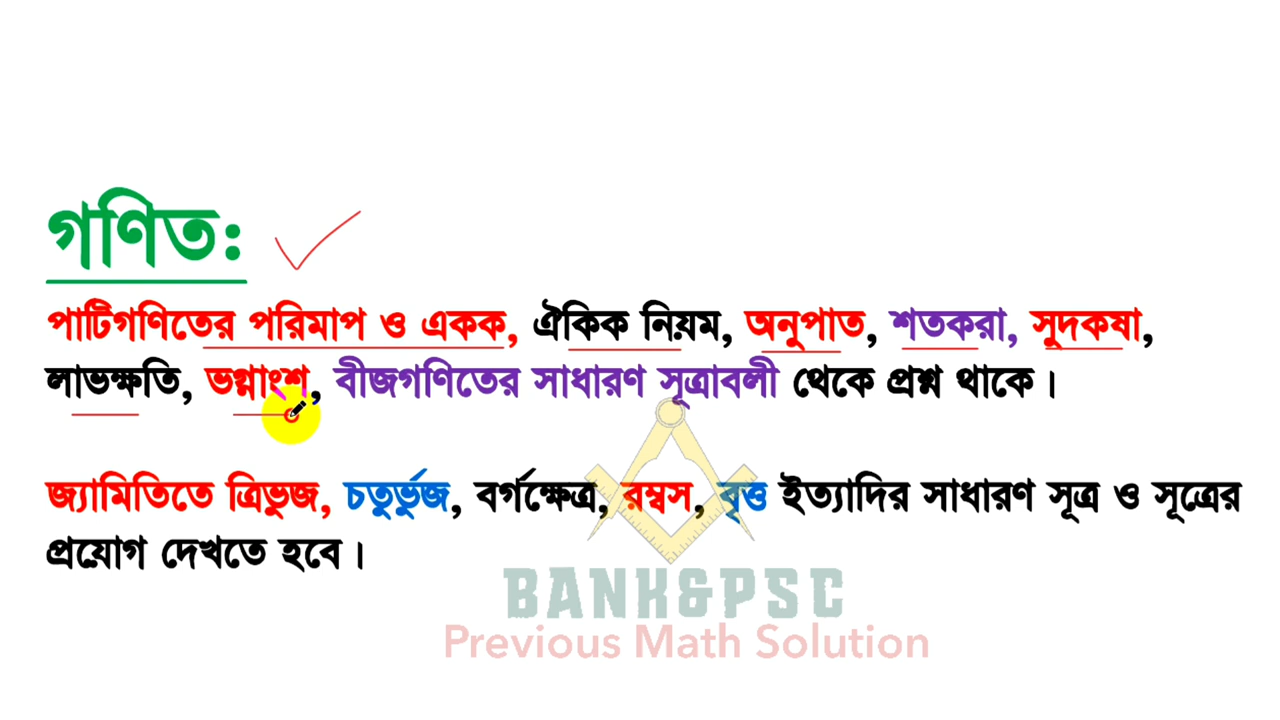 গণিত:
পাটিগণিতের পরিমাপ ও একক, ঐকিক নিয়ম, অনুপাত, শতকরা, সুদকষা,
লাভক্ষতি, ভগ্নাংশ, বীজগণিতের সাধারণ সূত্রাবলী থেকে প্রশ্ন থাকে।
জ্যামিতিতে ত্রিভুজ, চতুর্ভুজ, বর্গক্ষেত্র, রম্বস, বৃত্ত ইত্যাদির সাধারণ সূত্র ও সূত্রের
প্রযোগ দেখতে হবে।
BANK&PSC
Previous Math Solution